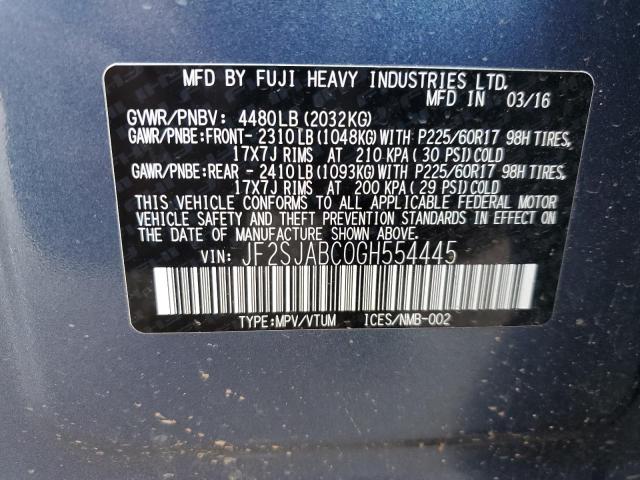 MFD BY FUJI HEAVY INDUSTRIES LTD.
MFD IN 03/16
GVWR/PNBV: 4480LB(2032KG)
GAWR/PNBE:FRONT-2310LB(1048KG)WITH P225/60R17 98H TIRES,
17X7J RIMS AT 210 KPA(30 PSI)COLD
GAWR/PNBE:REAR -2410LB(1093KG)WITH P225/60R17 98H TIRES,
17X7J RIMS AT 200 KPA(29 PSI)COLD
THIS VEHICLE CONFORMS TO ALL APPLICABLE FEDERAL MOTOR
VEHICLE SAFETY AND THEFT PREVENTION STANDARDS IN EFFECT ON
THE DATE OF MANUFACTURE SHOWN ABOVE.
VIN: JF2SJABC0GH554445
TYPE:MPV/VTUM - ICES/NMB-002